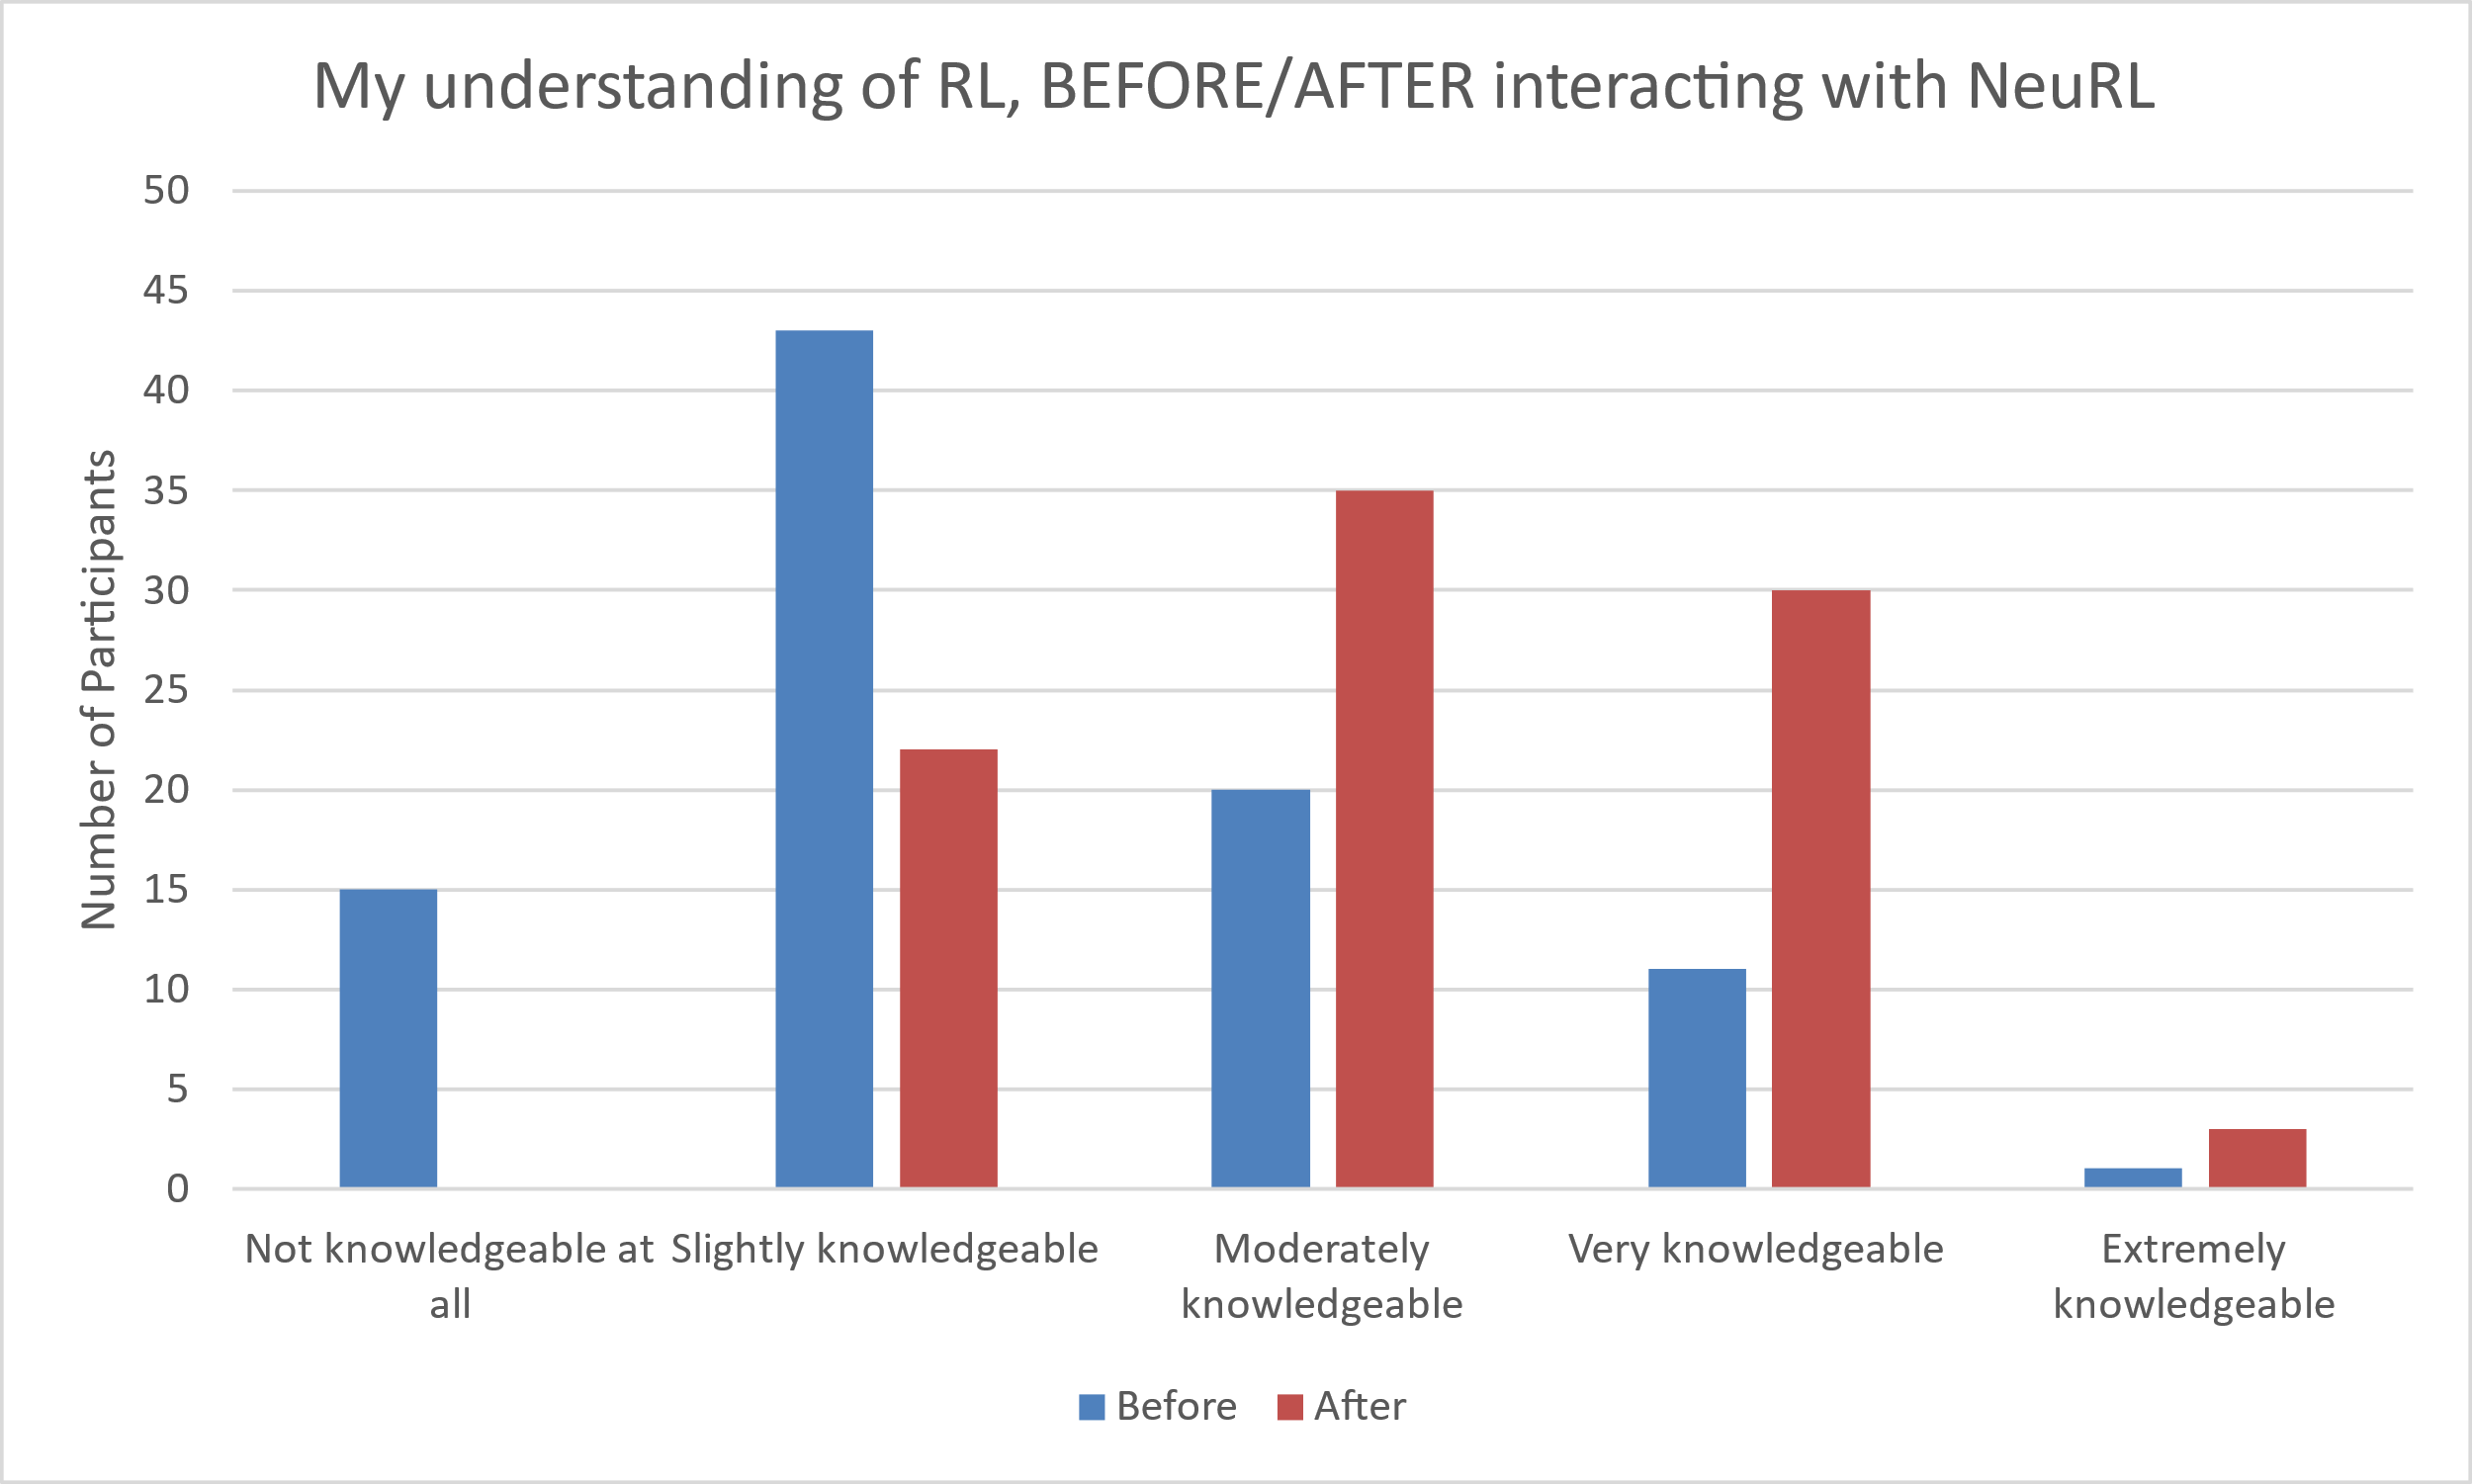 My understanding of RL, BEFORE/AFTER interacting with NeuRL
Number of Participants
50
45
40
35
30
25
20
15
10
5
0
Not knowledgeable at all
Slightly knowledgeable
Moderately knowledgeable
Very knowledgeable
Extremely knowledgeable
Before
After